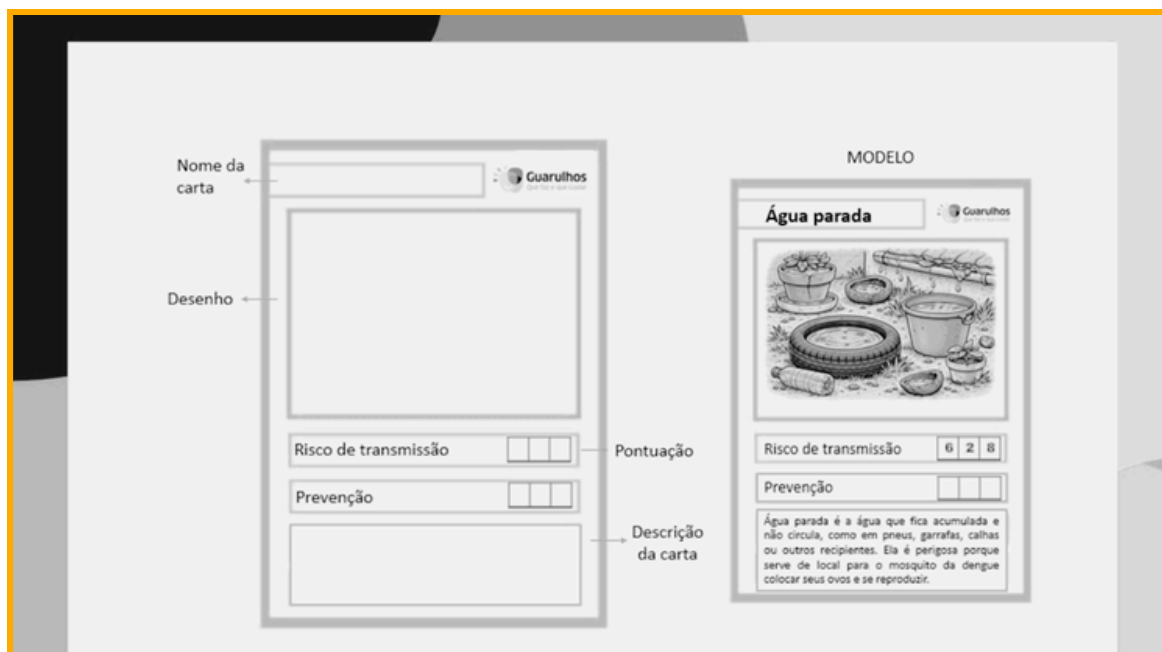 Nome da
carta
Guarulhos
Desenho
Risco de transmissão
Pontuação
Prevenção
Descrição
da carta
MODELO
Água parada
Guarulhos
Risco de transmissão 6 2 8
Prevenção
Água parada é a água que fica acumulada e
não circula, como em pneus, garrafas, calhas
ou outros recipientes. Ela é perigosa porque
serve de local para o mosquito da dengue
colocar seus ovos e se reproduzir.